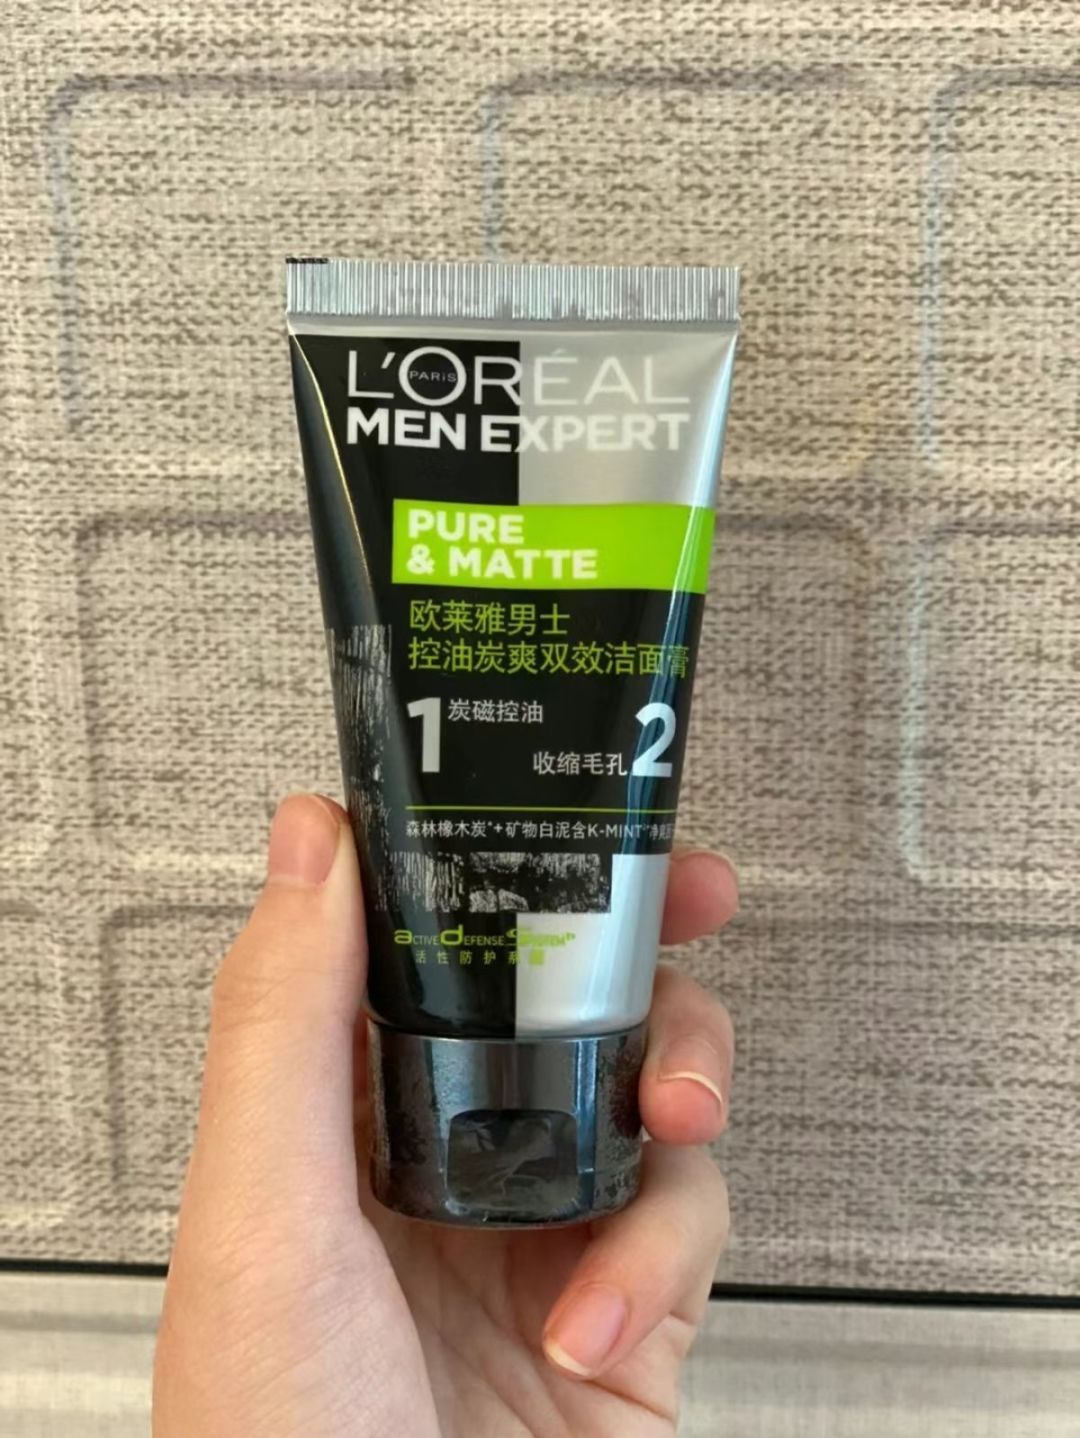 L'ORÉAL
PARIS
MEN EXPERT
PURE
& MATTE
欧莱雅男士
控油炭爽双效洁面膏
1 炭磁控油
收缩毛孔 2
森林橡木炭*+矿物白泥含K-MINT
ACTIVE DEFENSE SYSTEM
活性防护系